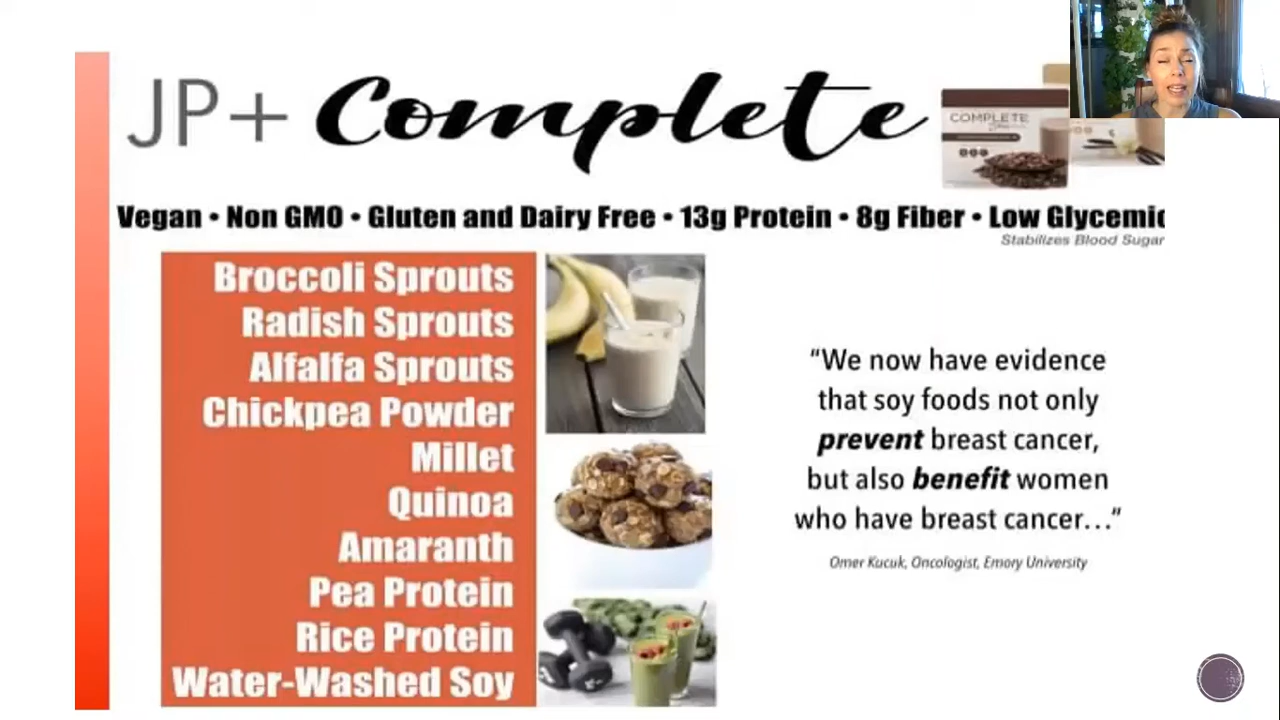 JP+ Complete
COMPLETE
Vegan • Non GMO • Gluten and Dairy Free • 13g Protein • 8g Fiber • Low Glycemic
Stabilizes Blood Sugar
Broccoli Sprouts
Radish Sprouts
Alfalfa Sprouts
Chickpea Powder
Millet
Quinoa
Amaranth
Pea Protein
Rice Protein
Water-Washed Soy
“We now have evidence
that soy foods not only
prevent breast cancer,
but also benefit women
who have breast cancer…”
Omer Kucuk, Oncologist, Emory University